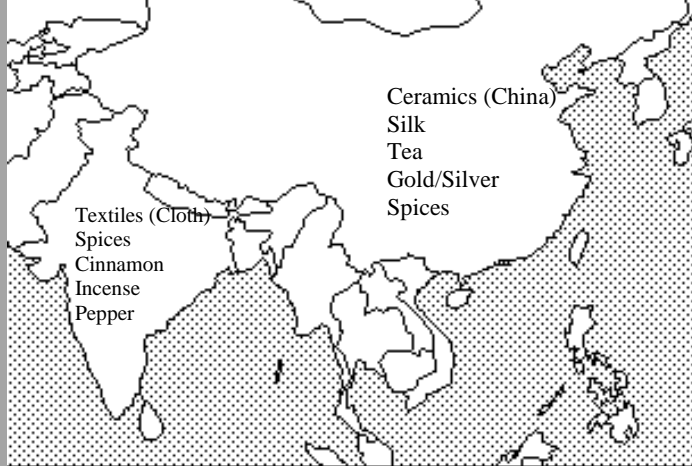 Ceramics (China)
Silk
Tea
Gold/Silver
Spices
Textiles (Cloth)
Spices
Cinnamon
Incense
Pepper